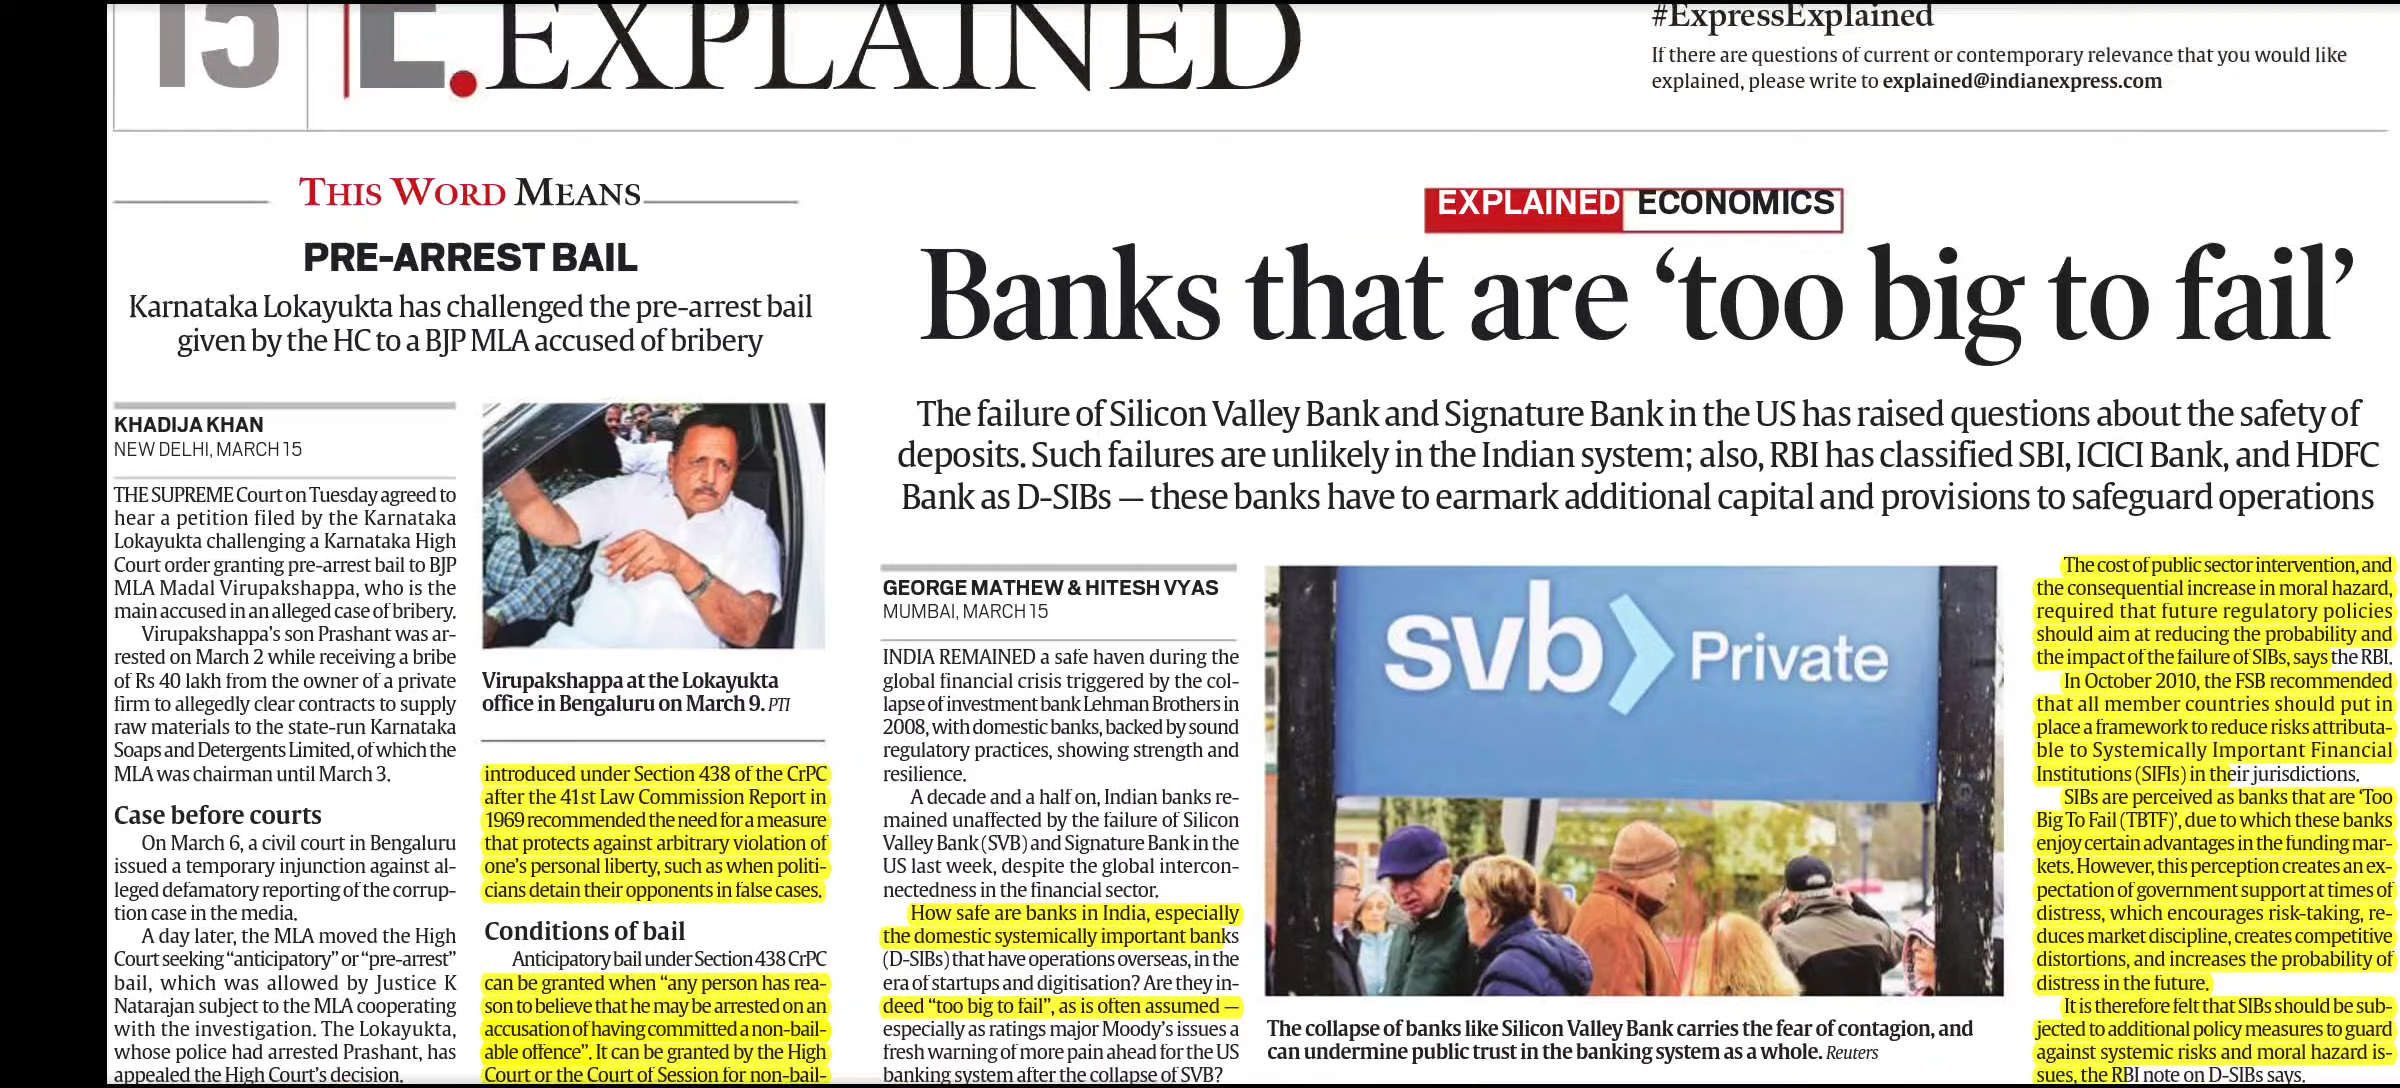 15
E.EXPLAINED
#ExpressExplained
If there are questions of current or contemporary relevance that you would like
explained, please write to explained@indianexpress.com
THIS WORD MEANS
PRE-ARREST BAIL
Karnataka Lokayukta has challenged the pre-arrest bail
given by the HC to a BJP MLA accused of bribery
KHADIJA KHAN
NEW DELHI, MARCH 15
THE SUPREME Court on Tuesday agreed to
hear a petition filed by the Karnataka
Lokayukta challenging a Karnataka High
Court order granting pre-arrest bail to BJP
MLA Madal Virupakshappa, who is the
main accused in an alleged case of bribery.
Virupakshappa's son Prashant was ar-
rested on March 2 while receiving a bribe
of Rs 40 lakh from the owner of a private
firm to allegedly clear contracts to supply
raw materials to the state-run Karnataka
Soaps and Detergents Limited, of which the
MLA was chairman until March 3.
Case before courts
On March 6, a civil court in Bengaluru
issued a temporary injunction against al-
leged defamatory reporting of the corrup-
tion case in the media.
A day later, the MLA moved the High
Court seeking “anticipatory” or “pre-arrest”
bail, which was allowed by Justice K
Natarajan subject to the MLA cooperating
with the investigation. The Lokayukta,
whose police had arrested Prashant, has
appealed the High Court's decision.
Virupakshappa at the Lokayukta
office in Bengaluru on March 9. PTI
introduced under Section 438 of the CrPC
after the 41st Law Commission Report in
1969 recommended the need for a measure
that protects against arbitrary violation of
one's personal liberty, such as when politi-
cians detain their opponents in false cases.
Conditions of bail
Anticipatory bail under Section 438 CrPC
can be granted when “any person has rea-
son to believe that he may be arrested on an
accusation of having committed a non-bail-
able offence”. It can be granted by the High
Court or the Court of Session for non-bail-
EXPLAINED ECONOMICS
Banks that are ‘too big to fail’
The failure of Silicon Valley Bank and Signature Bank in the US has raised questions about the safety of
deposits. Such failures are unlikely in the Indian system; also, RBI has classified SBI, ICICI Bank, and HDFC
Bank as D-SIBs — these banks have to earmark additional capital and provisions to safeguard operations
GEORGE MATHEW & HITESH VYAS
MUMBAI, MARCH 15
INDIA REMAINED a safe haven during the
global financial crisis triggered by the col-
lapse of investment bank Lehman Brothers in
2008, with domestic banks, backed by sound
regulatory practices, showing strength and
resilience.
A decade and a half on, Indian banks re-
mained unaffected by the failure of Silicon
Valley Bank (SVB) and Signature Bank in the
US last week, despite the global intercon-
nectedness in the financial sector.
How safe are banks in India, especially
the domestic systemically important banks
(D-SIBs) that have operations overseas, in the
era of startups and digitisation? Are they in-
deed “too big to fail”, as is often assumed —
especially as ratings major Moody's issues a
fresh warning of more pain ahead for the US
banking system after the collapse of SVB?
svb Private
The collapse of banks like Silicon Valley Bank carries the fear of contagion, and
can undermine public trust in the banking system as a whole. Reuters
The cost of public sector intervention, and
the consequential increase in moral hazard,
required that future regulatory policies
should aim at reducing the probability and
the impact of the failure of SIBs, says the RBI.
In October 2010, the FSB recommended
that all member countries should put in
place a framework to reduce risks attributa-
ble to Systemically Important Financial
Institutions (SIFIs) in their jurisdictions.
SIBs are perceived as banks that are ‘Too
Big To Fail (TBTF)’, due to which these banks
enjoy certain advantages in the funding mar-
kets. However, this perception creates an ex-
pectation of government support at times of
distress, which encourages risk-taking, re-
duces market discipline, creates competitive
distortions, and increases the probability of
distress in the future.
It is therefore felt that SIBs should be sub-
jected to additional policy measures to guard
against systemic risks and moral hazard is-
sues, the RBI note on D-SIBs says.